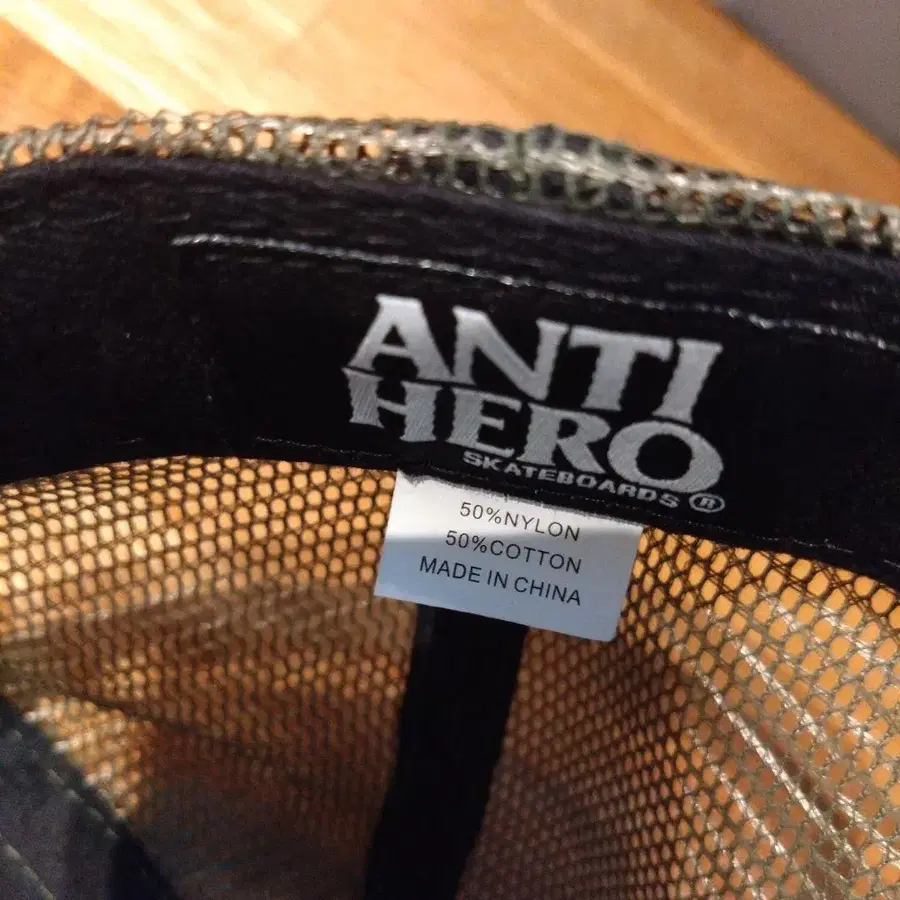 ANTI
HERO
SKATEBOARDS ®
50%NYLON
50%COTTON
MADE IN CHINA